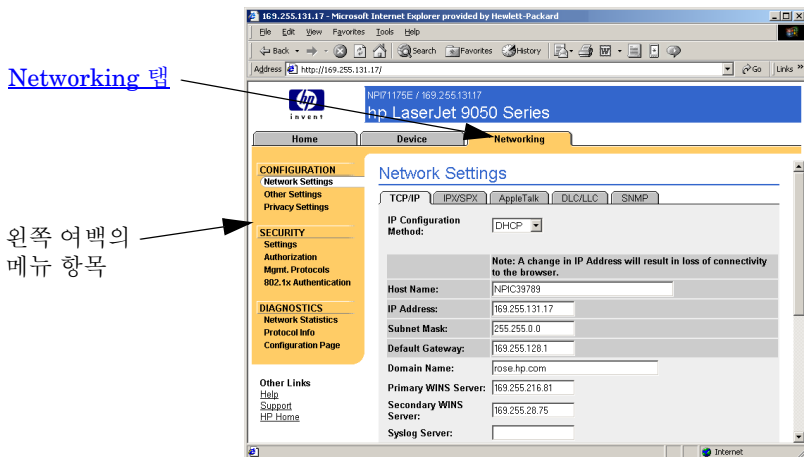 Networking 탭
왼쪽 여백의
메뉴 항목
169.255.131.17 - Microsoft Internet Explorer provided by Hewlett-Packard
File Edit View Favorites Tools Help
Back Search Favorites History
Address http://169.255.131.17/ Go Links »
hp
invent
NPI71175E / 169.255.131.17
hp LaserJet 9050 Series
Home Device Networking
CONFIGURATION
Network Settings
Other Settings
Privacy Settings
SECURITY
Settings
Authorization
Mgmt. Protocols
802.1x Authentication
DIAGNOSTICS
Network Statistics
Protocol Info
Configuration Page
Other Links
Help
Support
HP Home
Network Settings
TCP/IP IPX/SPX AppleTalk DLC/LLC SNMP
IP Configuration
Method: DHCP
Note: A change in IP Address will result in loss of connectivity
to the browser.
Host Name: NPIC39789
IP Address: 169.255.131.17
Subnet Mask: 255.255.0.0
Default Gateway: 169.255.128.1
Domain Name: rose.hp.com
Primary WINS Server: 169.255.216.81
Secondary WINS
Server: 169.255.28.75
Syslog Server:
Internet